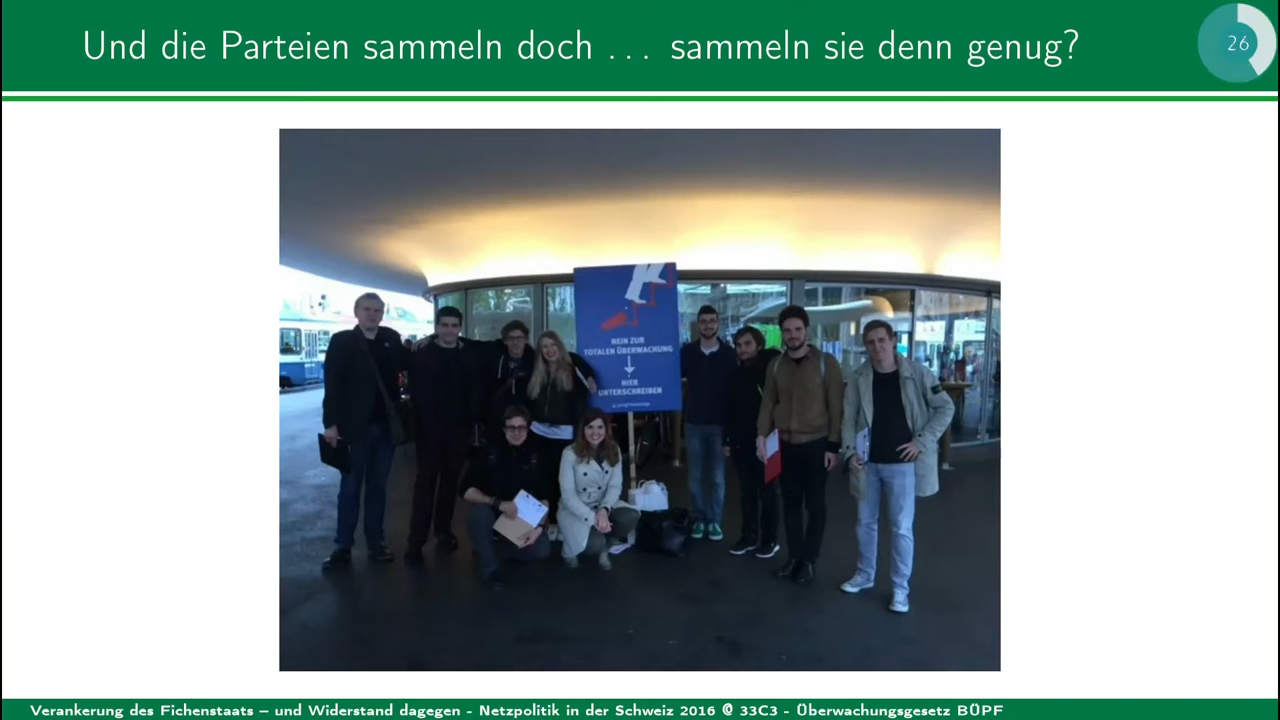 Und die Parteien sammeln doch ... sammeln sie denn genug?
26
NEIN ZUR
TOTALEN ÜBERWACHUNG
HIER
UNTERSCHREIBEN
Verankerung des Fichenstaats – und Widerstand dagegen - Netzpolitik in der Schweiz 2016 @ 33C3 - Überwachungsgesetz BÜPF